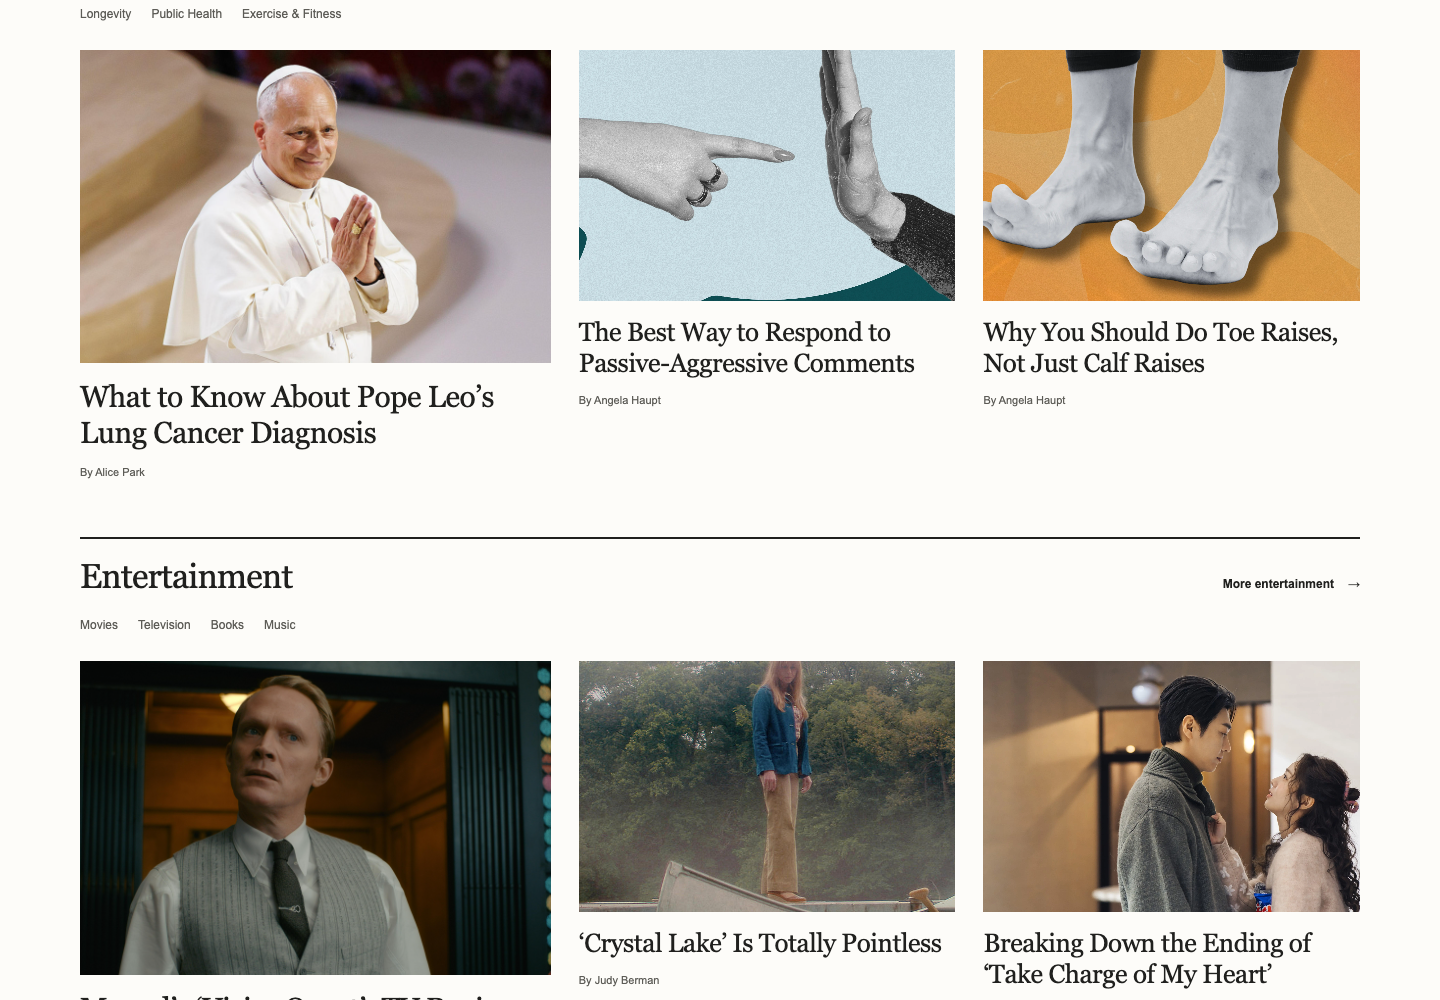 Longevity Public Health Exercise & Fitness
What to Know About Pope Leo’s
Lung Cancer Diagnosis
By Alice Park
The Best Way to Respond to
Passive-Aggressive Comments
By Angela Haupt
Why You Should Do Toe Raises,
Not Just Calf Raises
By Angela Haupt
Entertainment
More entertainment →
Movies Television Books Music
‘Crystal Lake’ Is Totally Pointless
By Judy Berman
Breaking Down the Ending of
‘Take Charge of My Heart’